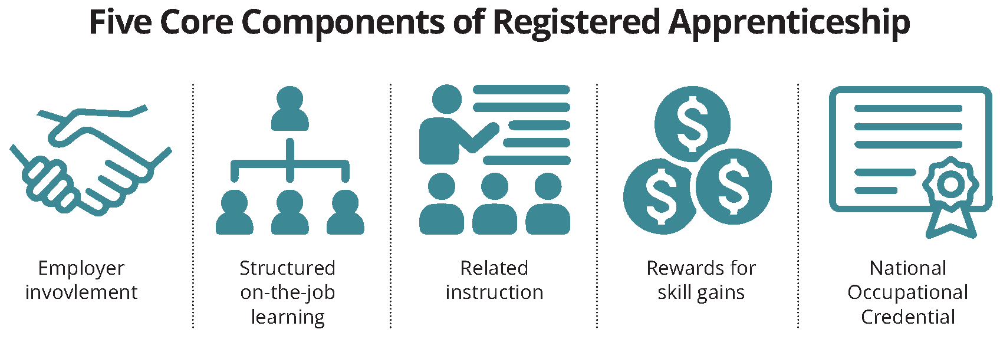 Five Core Components of Registered Apprenticeship
Employer
invovlement
Structured
on-the-job
learning
Related
instruction
Rewards for
skill gains
National
Occupational
Credential